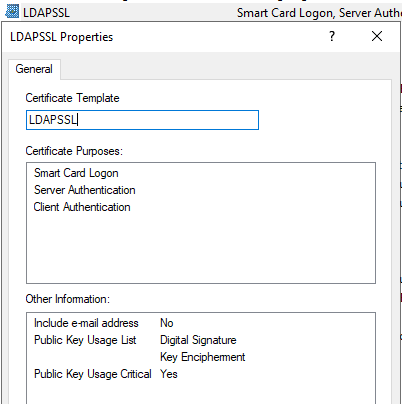 LDAPSSL Smart Card Logon, Server Auth
LDAPSSL Properties ?
General
Certificate Template
LDAPSSL
Certificate Purposes:
Smart Card Logon
Server Authentication
Client Authentication
Other Information:
Include e-mail address No
Public Key Usage List Digital Signature
Key Encipherment
Public Key Usage Critical Yes